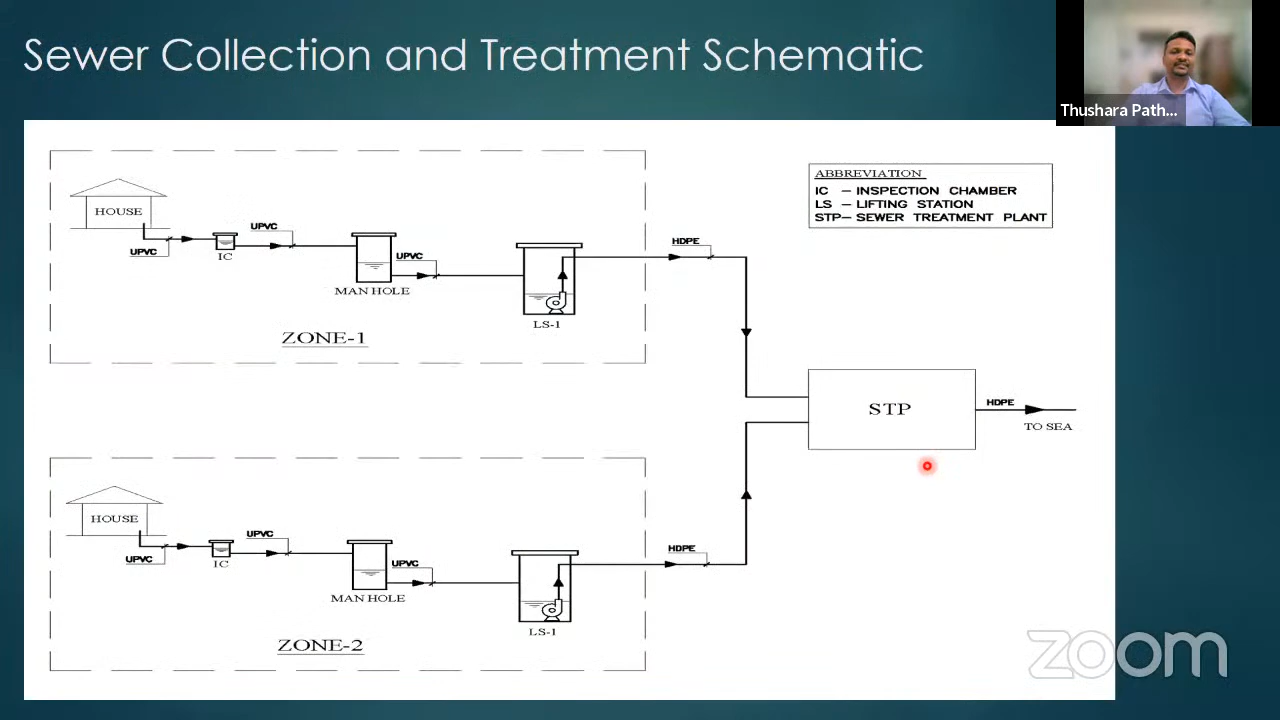 Sewer Collection and Treatment Schematic
Thushara Path...
ABBREVIATION
IC – INSPECTION CHAMBER
LS – LIFTING STATION
STP– SEWER TREATMENT PLANT
HOUSE
UPVC
IC
UPVC
MAN HOLE
UPVC
LS-1
HDPE
ZONE-1
STP
HDPE
TO SEA
HOUSE
UPVC
IC
UPVC
MAN HOLE
UPVC
LS-1
HDPE
ZONE-2
zoom